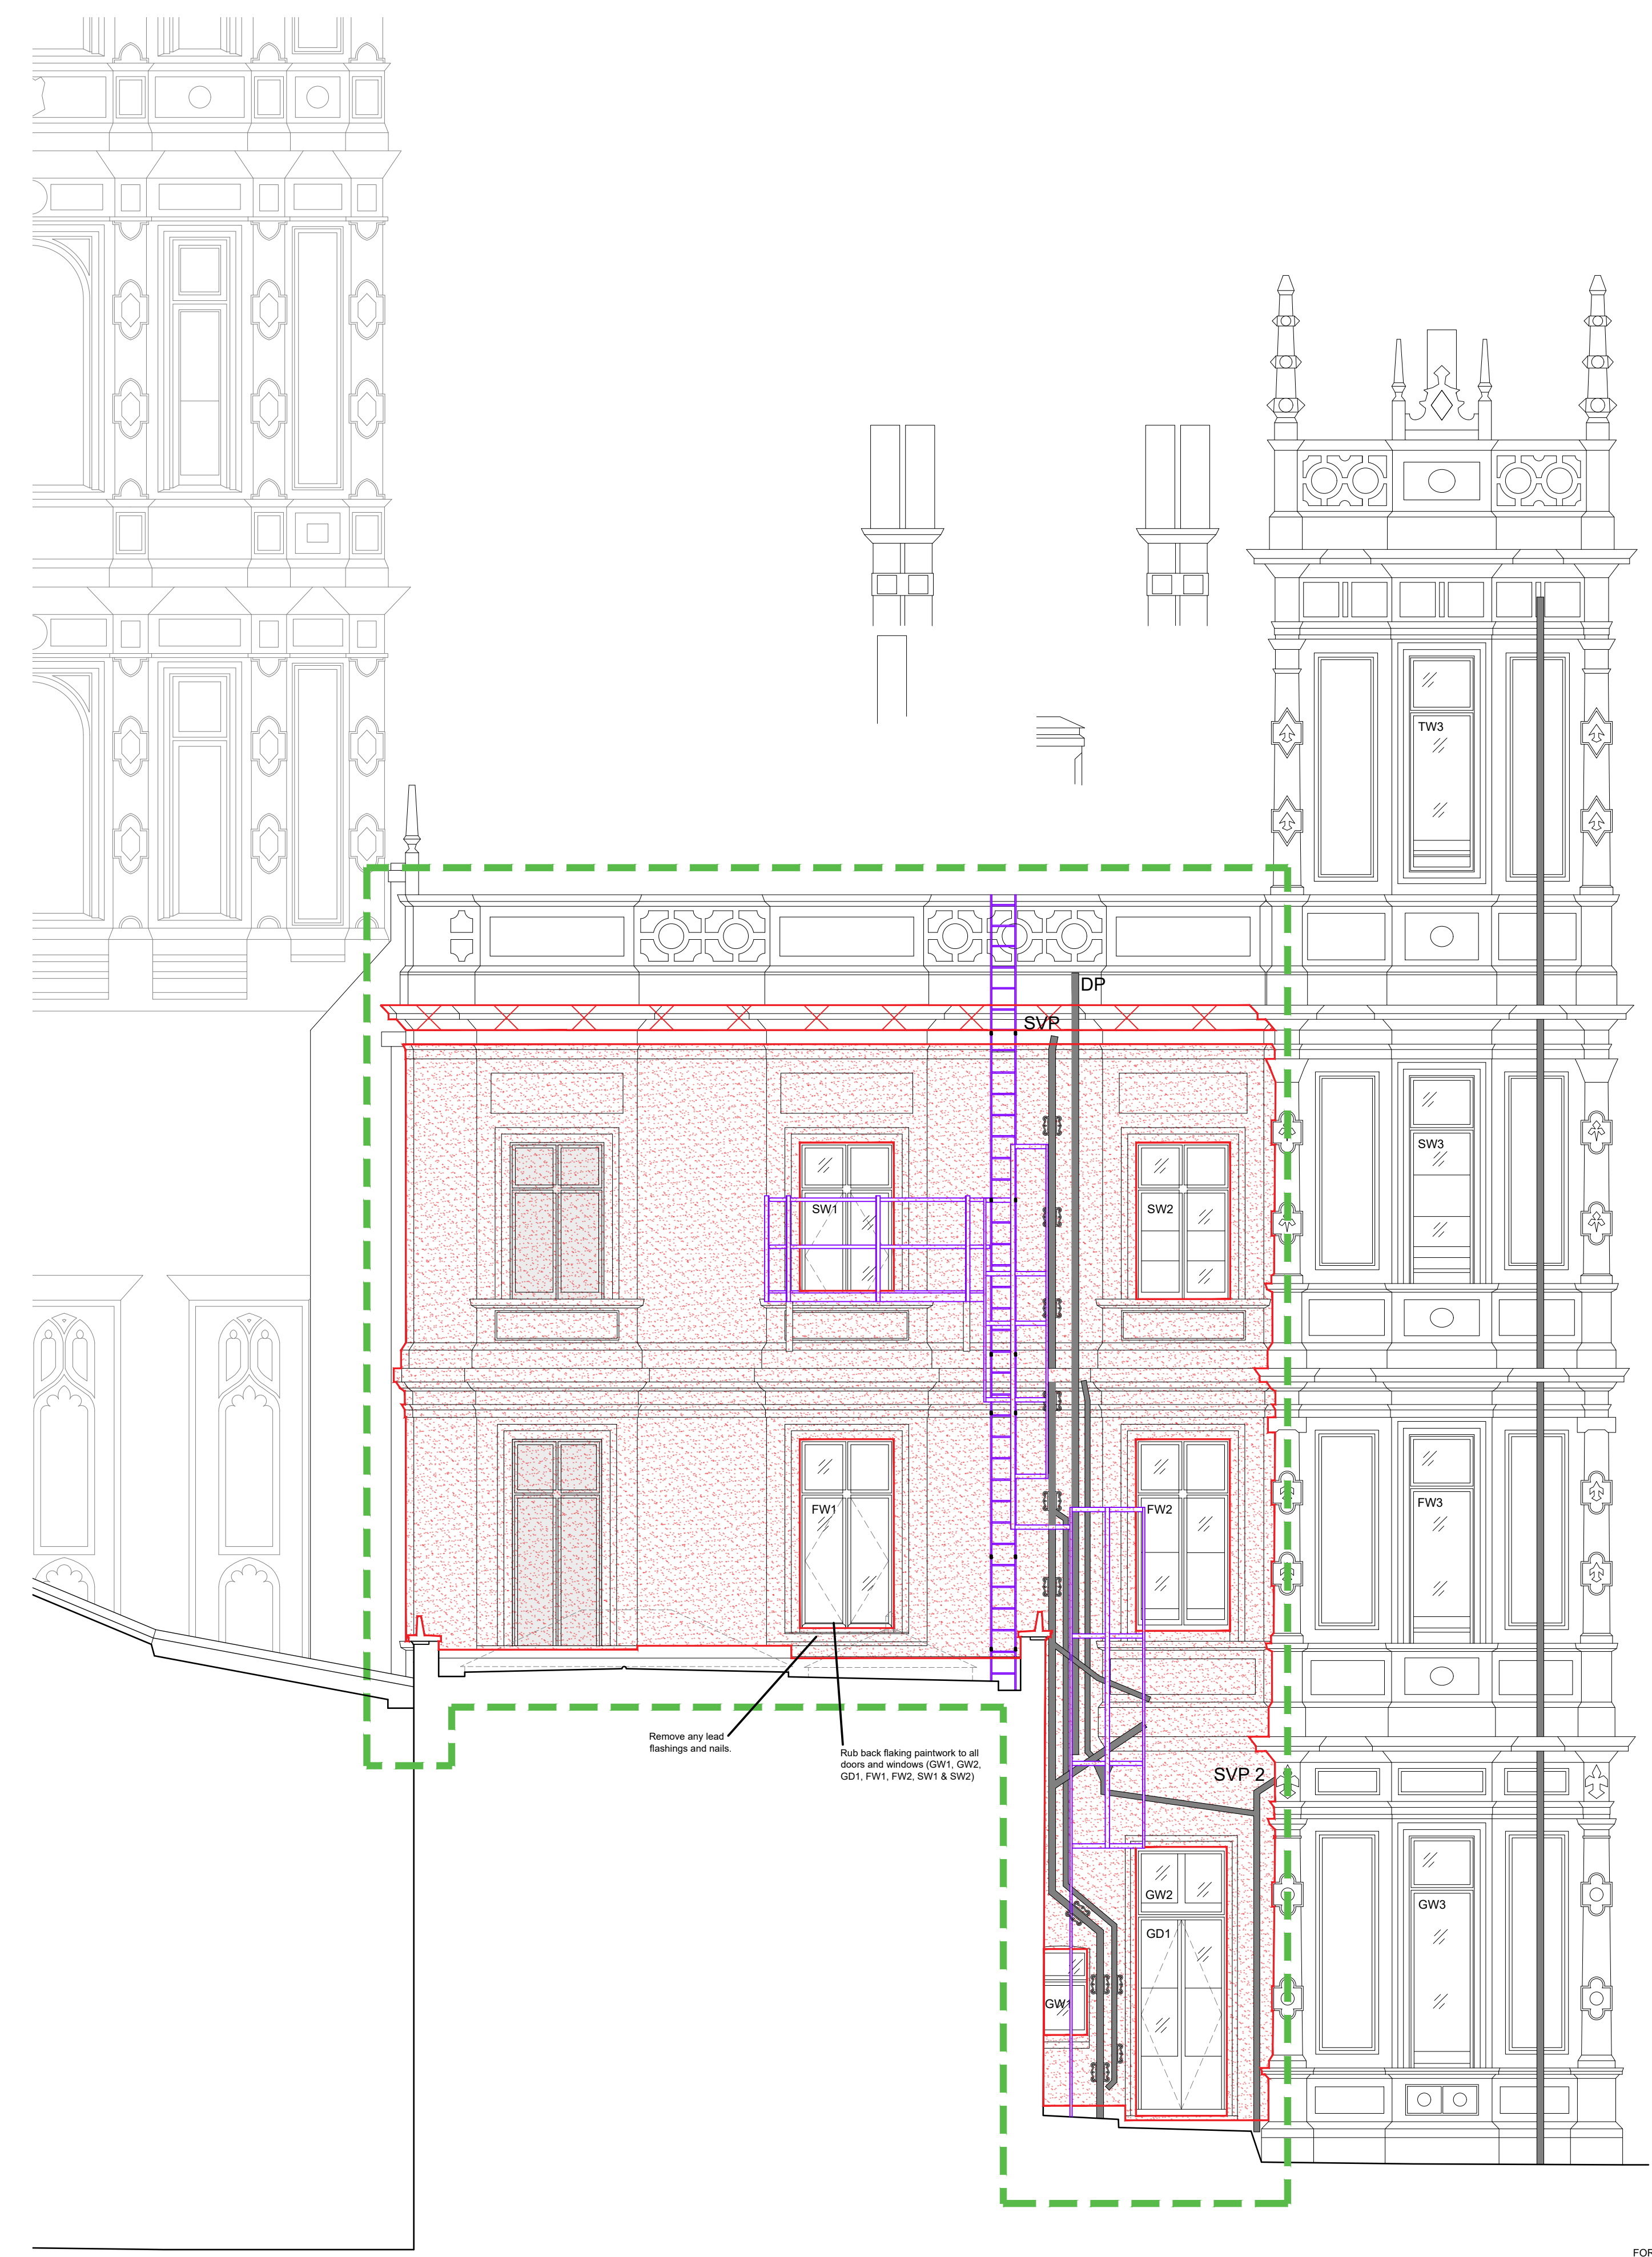 TW3
DP
SVP
SW3
SW1
SW2
FW1
FW2
FW3
Remove any lead
flashings and nails.
Rub back flaking paintwork to all
doors and windows (GW1, GW2,
GD1, FW1, FW2, SW1 & SW2)
SVP 2
GW2
GW3
GD1
GW1
FOR